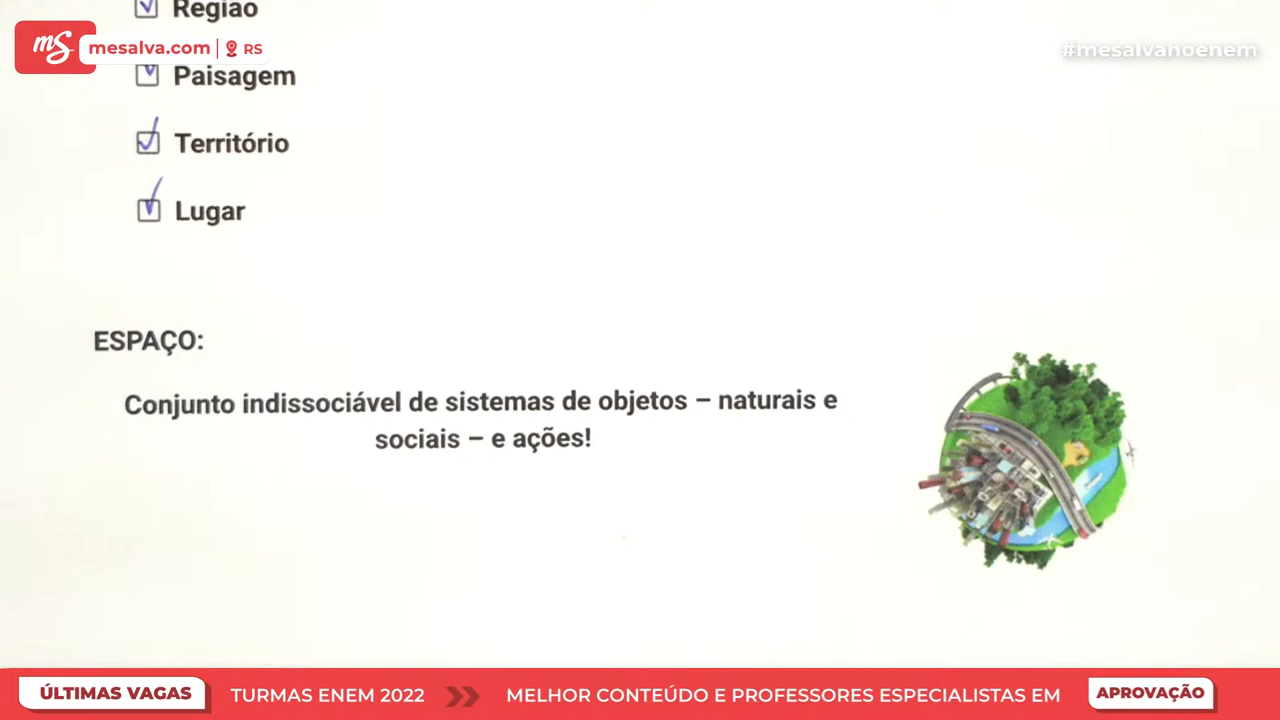 Região
mS mesalva.com | RS
#mesalvanoenem
Paisagem
Território
Lugar
ESPAÇO:
Conjunto indissociável de sistemas de objetos – naturais e
sociais – e ações!
ÚLTIMAS VAGAS TURMAS ENEM 2022 MELHOR CONTEÚDO E PROFESSORES ESPECIALISTAS EM APROVAÇÃO